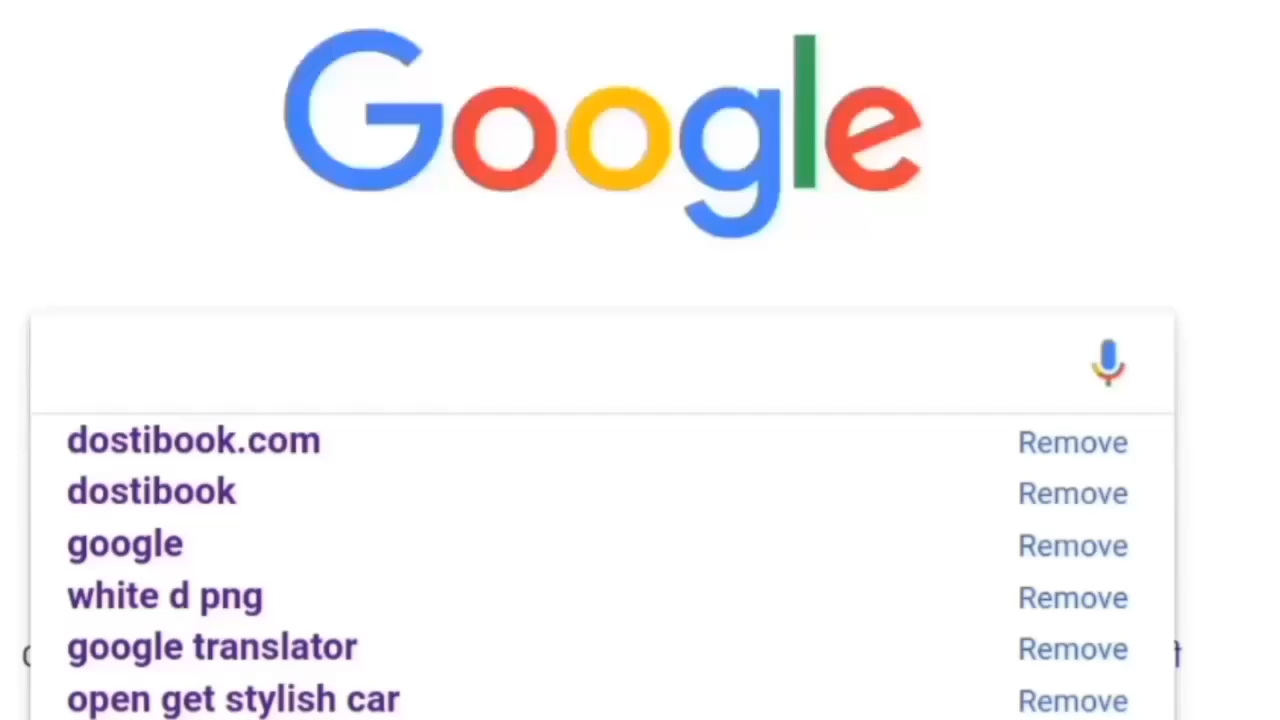 Google
dostibook.com Remove
dostibook Remove
google Remove
white d png Remove
google translator Remove
open get stylish car Remove